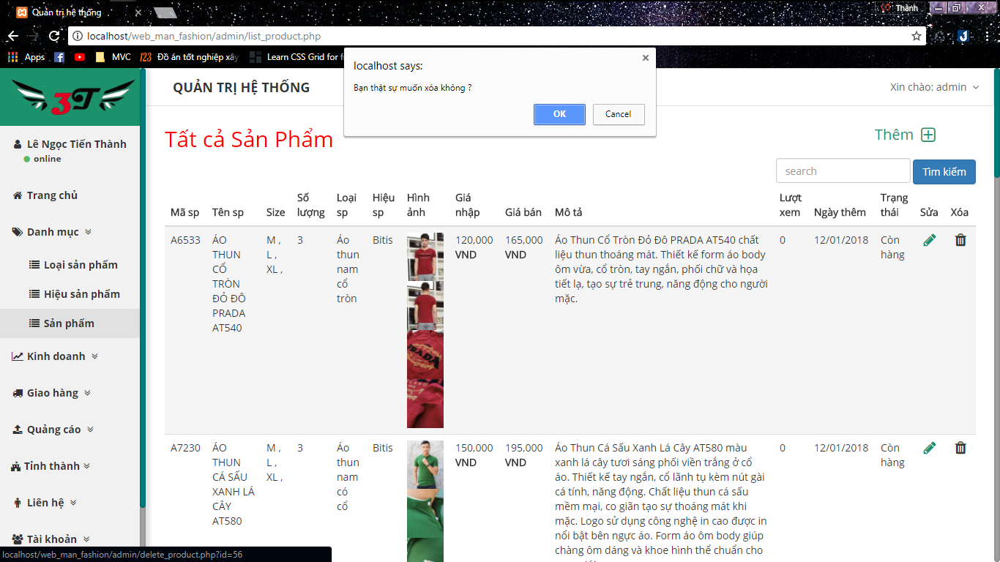 Quản trị hệ thống
Thành
localhost/web_man_fashion/admin/list_product.php
Apps
MVC
123 Đồ án tốt nghiệp xây
Learn CSS Grid for f
localhost says:
Bạn thật sự muốn xóa không ?
OK
Cancel
3T
QUẢN TRỊ HỆ THỐNG
Xin chào: admin
Lê Ngọc Tiến Thành
online
Trang chủ
Danh mục
Loại sản phẩm
Hiệu sản phẩm
Sản phẩm
Kinh doanh
Giao hàng
Quảng cáo
Tỉnh thành
Liên hệ
Tài khoản
Tất cả Sản Phẩm
Thêm
search
Tìm kiếm
Mã sp
Tên sp
Size
Số
lượng
Loại
sp
Hiệu
sp
Hình
ảnh
Giá
nhập
Giá bán
Mô tả
Lượt
xem
Ngày thêm
Trạng
thái
Sửa
Xóa
A6533
ÁO
THUN
CỔ
TRÒN
ĐỎ ĐÔ
PRADA
AT540
M ,
L ,
XL ,
3
Áo
thun
nam
cổ
tròn
Bitis
PRADA
120,000
VND
165,000
VND
Áo Thun Cổ Tròn Đỏ Đô PRADA AT540 chất
liệu thun thoáng mát. Thiết kế form áo body
ôm vừa, cổ tròn, tay ngắn, phối chữ và họa
tiết lạ, tạo sự trẻ trung, năng động cho người
mặc.
0
12/01/2018
Còn
hàng
A7230
ÁO
THUN
CÁ SẤU
XANH LÁ
CÂY
AT580
M ,
L ,
XL ,
3
Áo
thun
nam
có
cổ
Bitis
150,000
VND
195,000
VND
Áo Thun Cá Sấu Xanh Lá Cây AT580 màu
xanh lá cây tươi sáng phối viền trắng ở cổ
áo. Thiết kế tay ngắn, cổ lãnh tụ kèm nút gài
cá tính, năng động. Chất liệu thun cá sấu
mềm mại, co giãn tạo sự thoáng mát khi
mặc. Logo sử dụng công nghệ in cao được in
nổi bật bên ngực áo. Form áo ôm body giúp
chàng ôm dáng và khoe hình thể chuẩn cho
0
12/01/2018
Còn
hàng
localhost/web_man_fashion/admin/delete_product.php?id=56